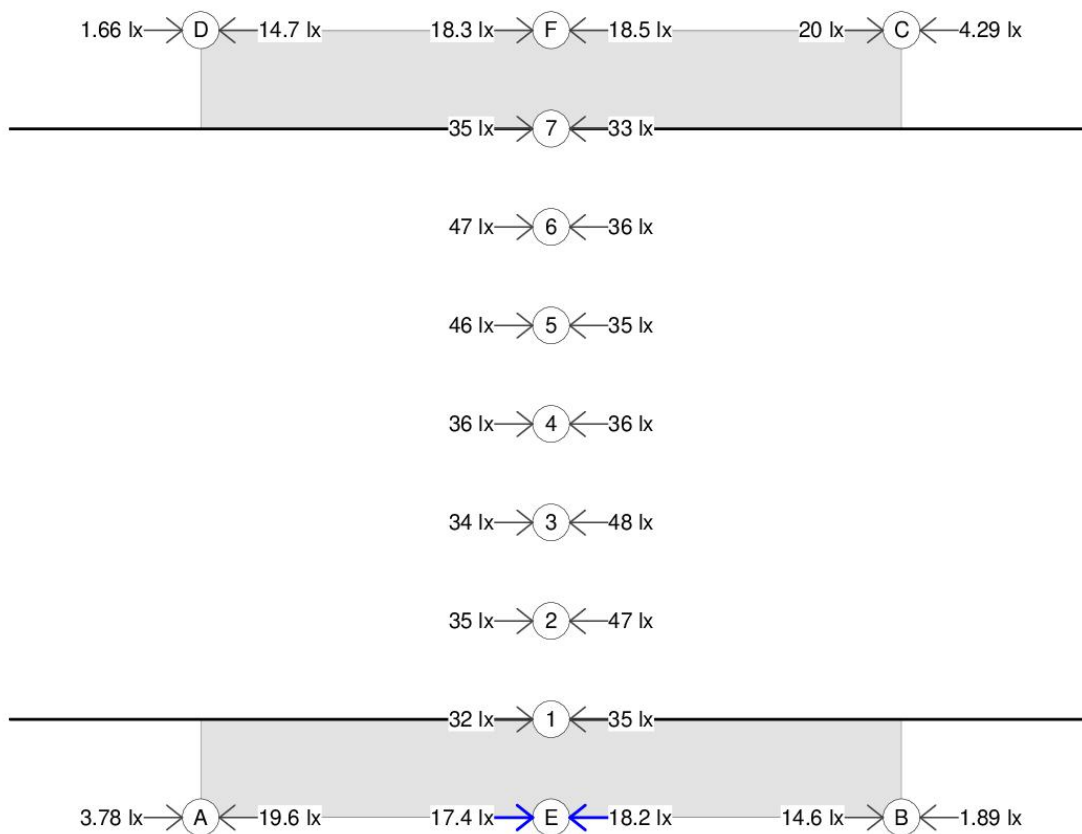 1.66 lx D 14.7 lx 18.3 lx F 18.5 lx 20 lx C 4.29 lx
35 lx 7 33 lx
47 lx 6 36 lx
46 lx 5 35 lx
36 lx 4 36 lx
34 lx 3 48 lx
35 lx 2 47 lx
32 lx 1 35 lx
3.78 lx A 19.6 lx 17.4 lx E 18.2 lx 14.6 lx B 1.89 lx